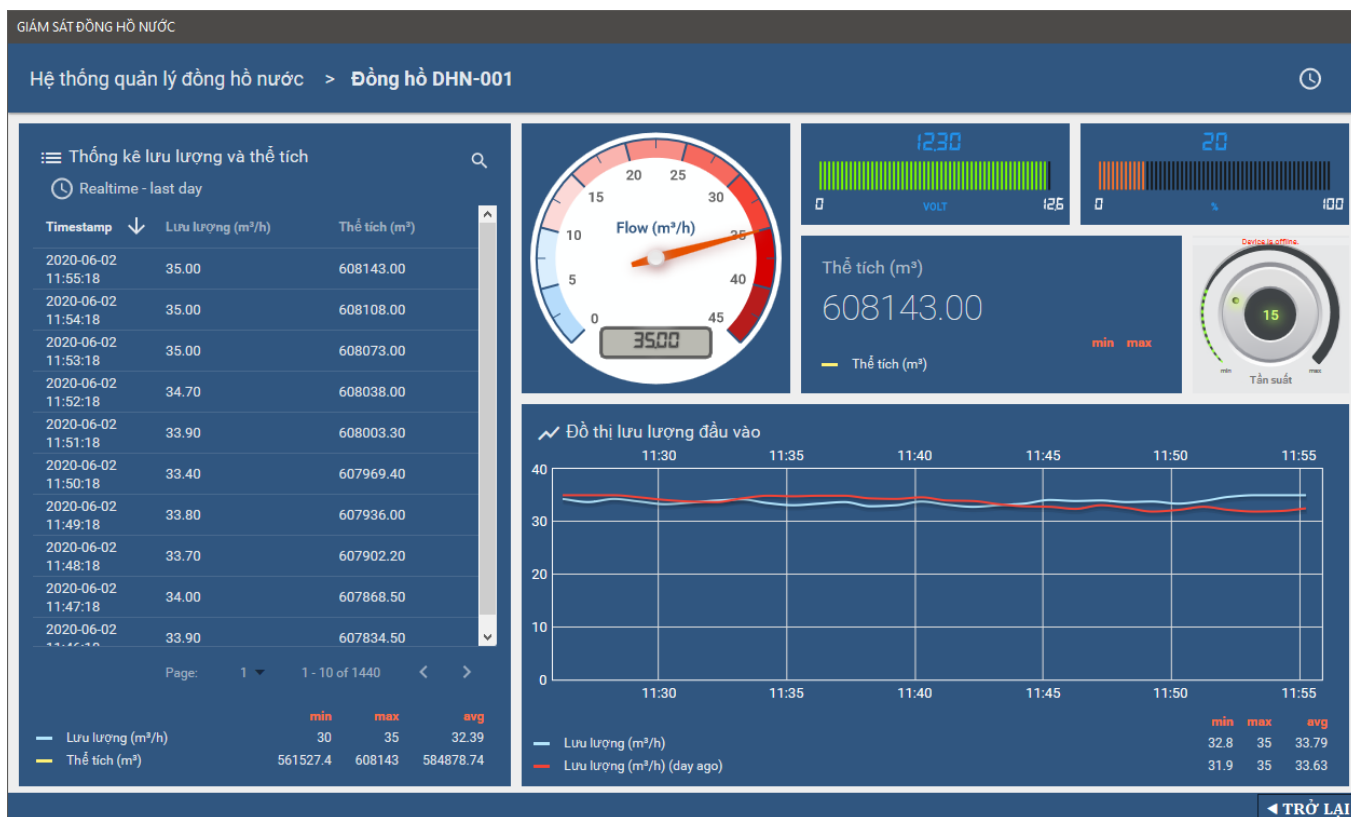 GIÁM SÁT ĐỒNG HỒ NƯỚC
Hệ thống quản lý đồng hồ nước > Đồng hồ DHN-001
Thống kê lưu lượng và thể tích
Realtime - last day
Timestamp Lưu lượng (m³/h) Thể tích (m³)
2020-06-02 11:55:18 35.00 608143.00
2020-06-02 11:54:18 35.00 608108.00
2020-06-02 11:53:18 35.00 608073.00
2020-06-02 11:52:18 34.70 608038.00
2020-06-02 11:51:18 33.90 608003.30
2020-06-02 11:50:18 33.40 607969.40
2020-06-02 11:49:18 33.80 607936.00
2020-06-02 11:48:18 33.70 607902.20
2020-06-02 11:47:18 34.00 607868.50
2020-06-02 33.90 607834.50
Page: 1 1 - 10 of 1440
min max avg
Lưu lượng (m³/h) 30 35 32.39
Thể tích (m³) 561527.4 608143 584878.74
0 5 10 15 20 25 30 35 40 45
Flow (m³/h)
35.00
12.30
0 VOLT 12.6
20
0 % 100
Thể tích (m³)
608143.00
min max
Thể tích (m³)
Device is offline.
15
min max
Tần suất
Đồ thị lưu lượng đầu vào
11:30 11:35 11:40 11:45 11:50 11:55
40
30
20
10
0
11:30 11:35 11:40 11:45 11:50 11:55
min max avg
Lưu lượng (m³/h) 32.8 35 33.79
Lưu lượng (m³/h) (day ago) 31.9 35 33.63
TRỞ LẠI